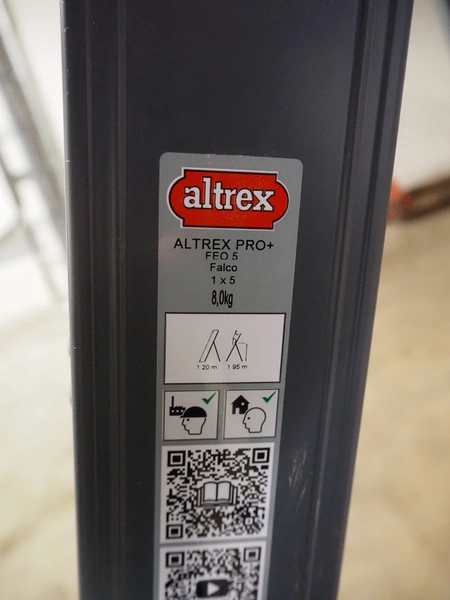 altrex
ALTREX PRO+
FEO 5
Falco
1 x 5
8,0kg
1.20 m 1.95 m